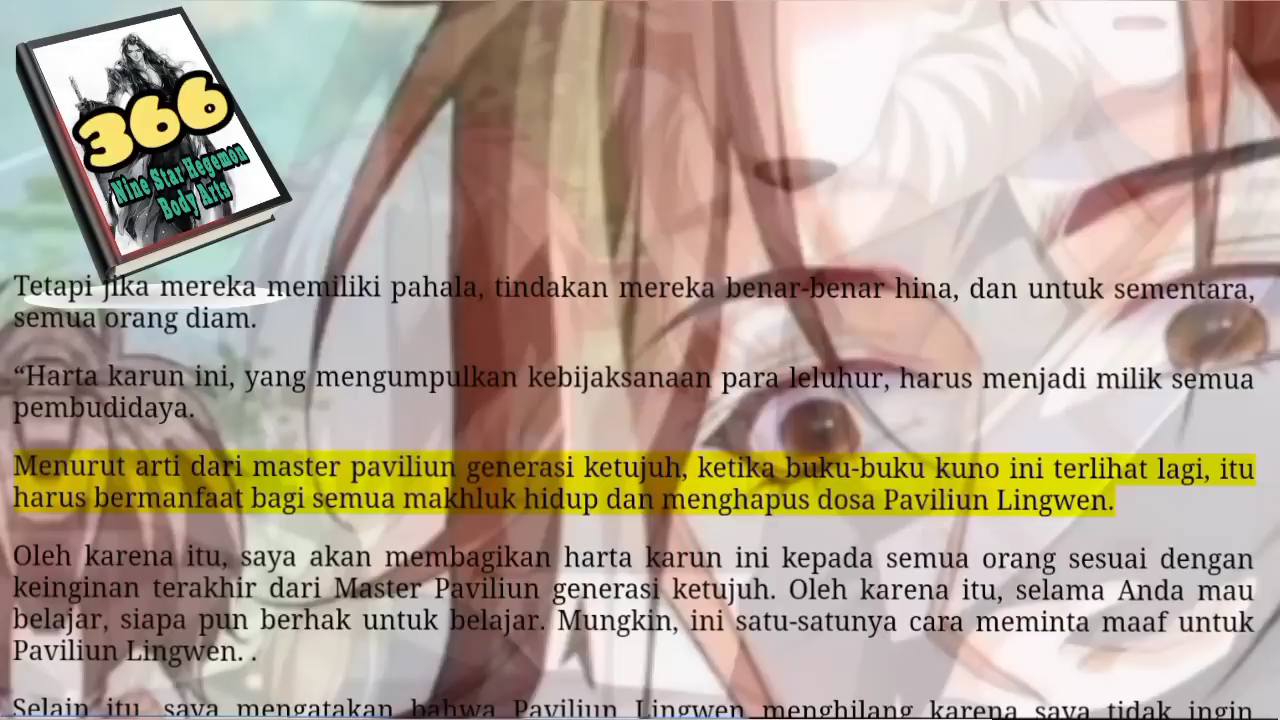 366
Nine Star Hegemon
Body Arts
Tetapi jika mereka memiliki pahala, tindakan mereka benar-benar hina, dan untuk sementara,
semua orang diam.
“Harta karun ini, yang mengumpulkan kebijaksanaan para leluhur, harus menjadi milik semua
pembudidaya.
Menurut arti dari master paviliun generasi ketujuh, ketika buku-buku kuno ini terlihat lagi, itu
harus bermanfaat bagi semua makhluk hidup dan menghapus dosa Paviliun Lingwen.
Oleh karena itu, saya akan membagikan harta karun ini kepada semua orang sesuai dengan
keinginan terakhir dari Master Paviliun generasi ketujuh. Oleh karena itu, selama Anda mau
belajar, siapa pun berhak untuk belajar. Mungkin, ini satu-satunya cara meminta maaf untuk
Paviliun Lingwen. .
Selain itu, saya mengatakan bahwa Paviliun Lingwen menghilang karena saya tidak ingin